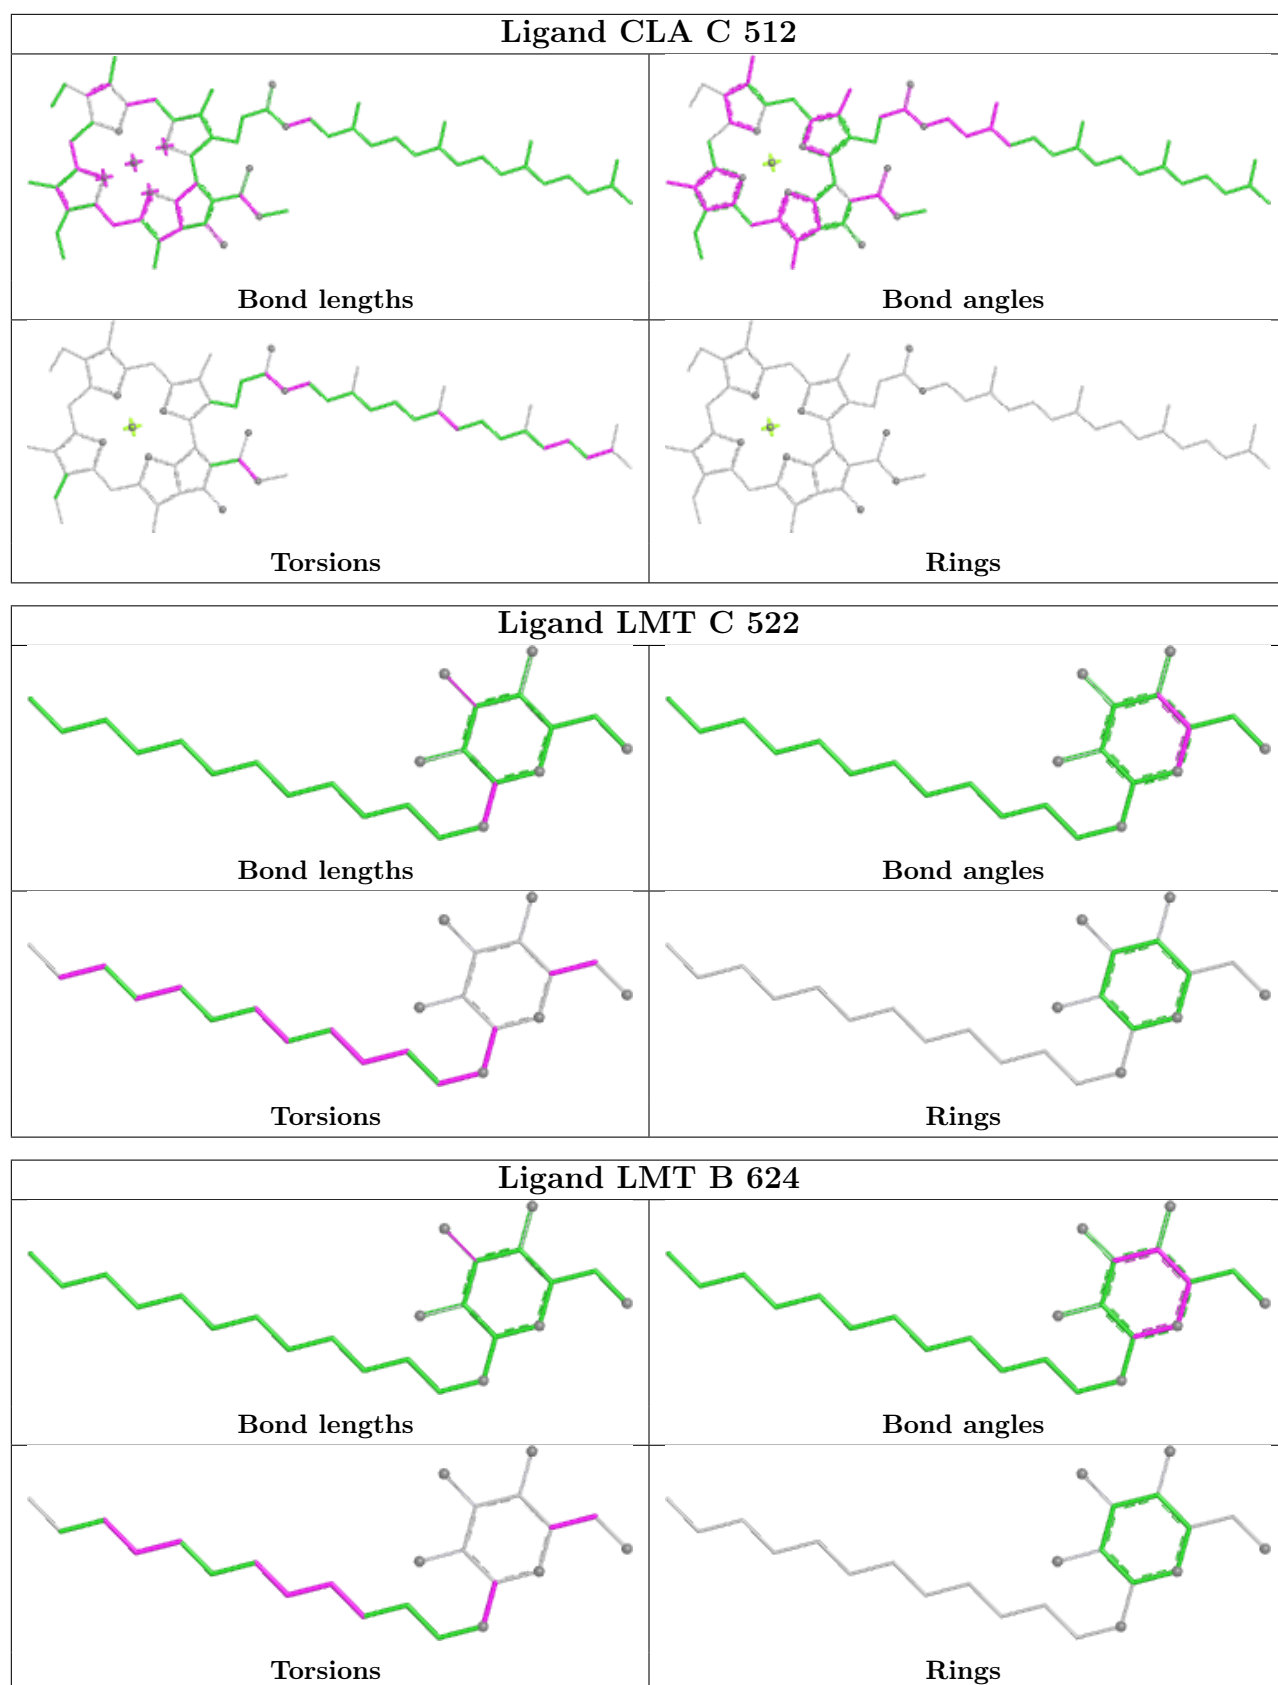 Ligand CLA C 512
Bond lengths
Bond angles
Torsions
Rings
Ligand LMT C 522
Bond lengths
Bond angles
Torsions
Rings
Ligand LMT B 624
Bond lengths
Bond angles
Torsions
Rings